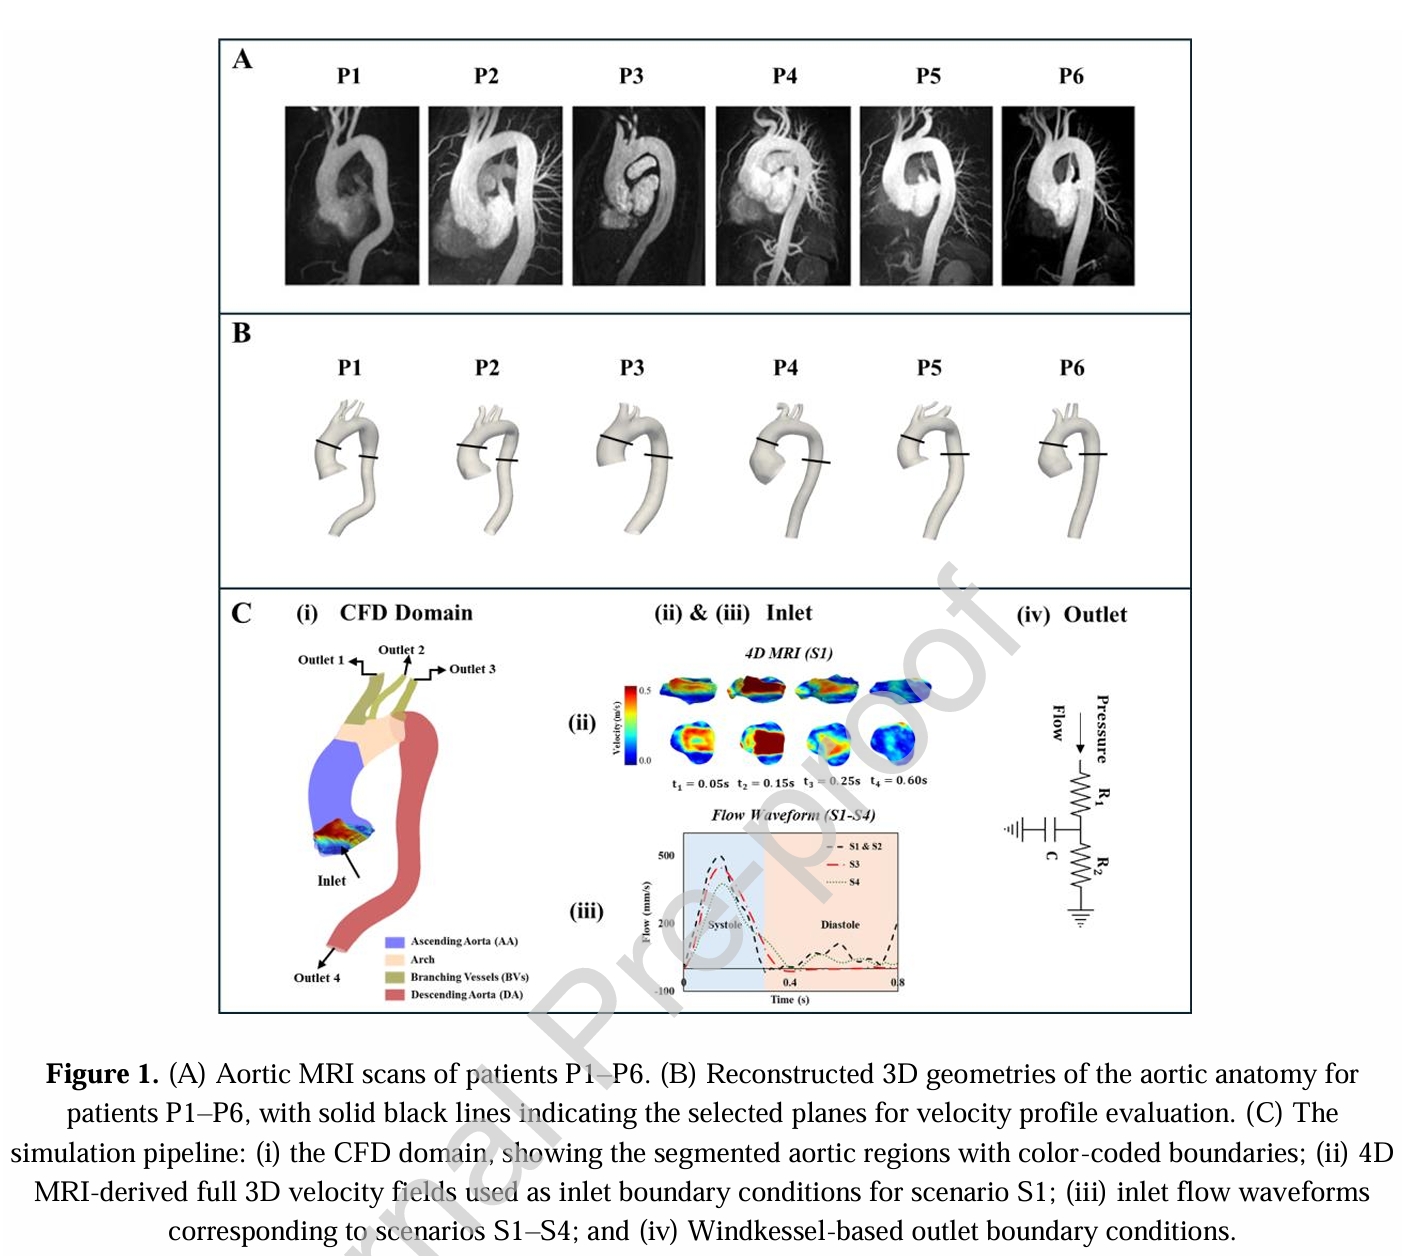 A
P1 P2 P3 P4 P5 P6
B
P1 P2 P3 P4 P5 P6
C (i) CFD Domain (ii) & (iii) Inlet (iv) Outlet
Outlet 1
Outlet 2
Outlet 3
Inlet
Outlet 4
Ascending Aorta (AA)
Arch
Branching Vessels (BVs)
Descending Aorta (DA)
4D MRI (S1)
(ii)
Velocity (m/s)
0.5
0.0
t₁ = 0.05s t₂ = 0.15s t₃ = 0.25s t₄ = 0.60s
Flow Waveform (S1-S4)
(iii)
Flow (mm/s)
500
200
-100
S1 & S2
S3
S4
Systole
Diastole
0 0.4 0.8
Time (s)
Pressure
Flow
R₁
C
R₂
Figure 1. (A) Aortic MRI scans of patients P1–P6. (B) Reconstructed 3D geometries of the aortic anatomy for
patients P1–P6, with solid black lines indicating the selected planes for velocity profile evaluation. (C) The
simulation pipeline: (i) the CFD domain, showing the segmented aortic regions with color-coded boundaries; (ii) 4D
MRI-derived full 3D velocity fields used as inlet boundary conditions for scenario S1; (iii) inlet flow waveforms
corresponding to scenarios S1–S4; and (iv) Windkessel-based outlet boundary conditions.
rnal Pre-proof